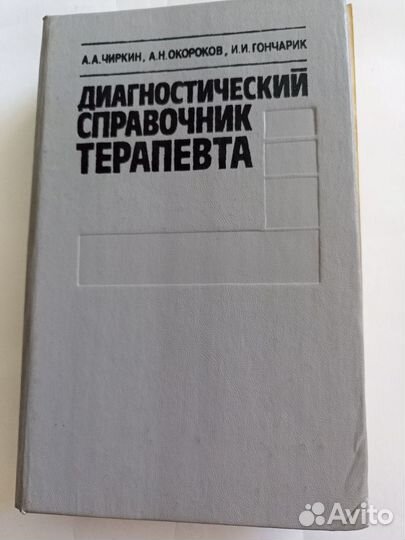 А.А.ЧИРКИН, А.Н.ОКОРОКОВ, И.И.ГОНЧАРИК
ДИАГНОСТИЧЕСКИЙ
СПРАВОЧНИК
ТЕРАПЕВТА
Avito